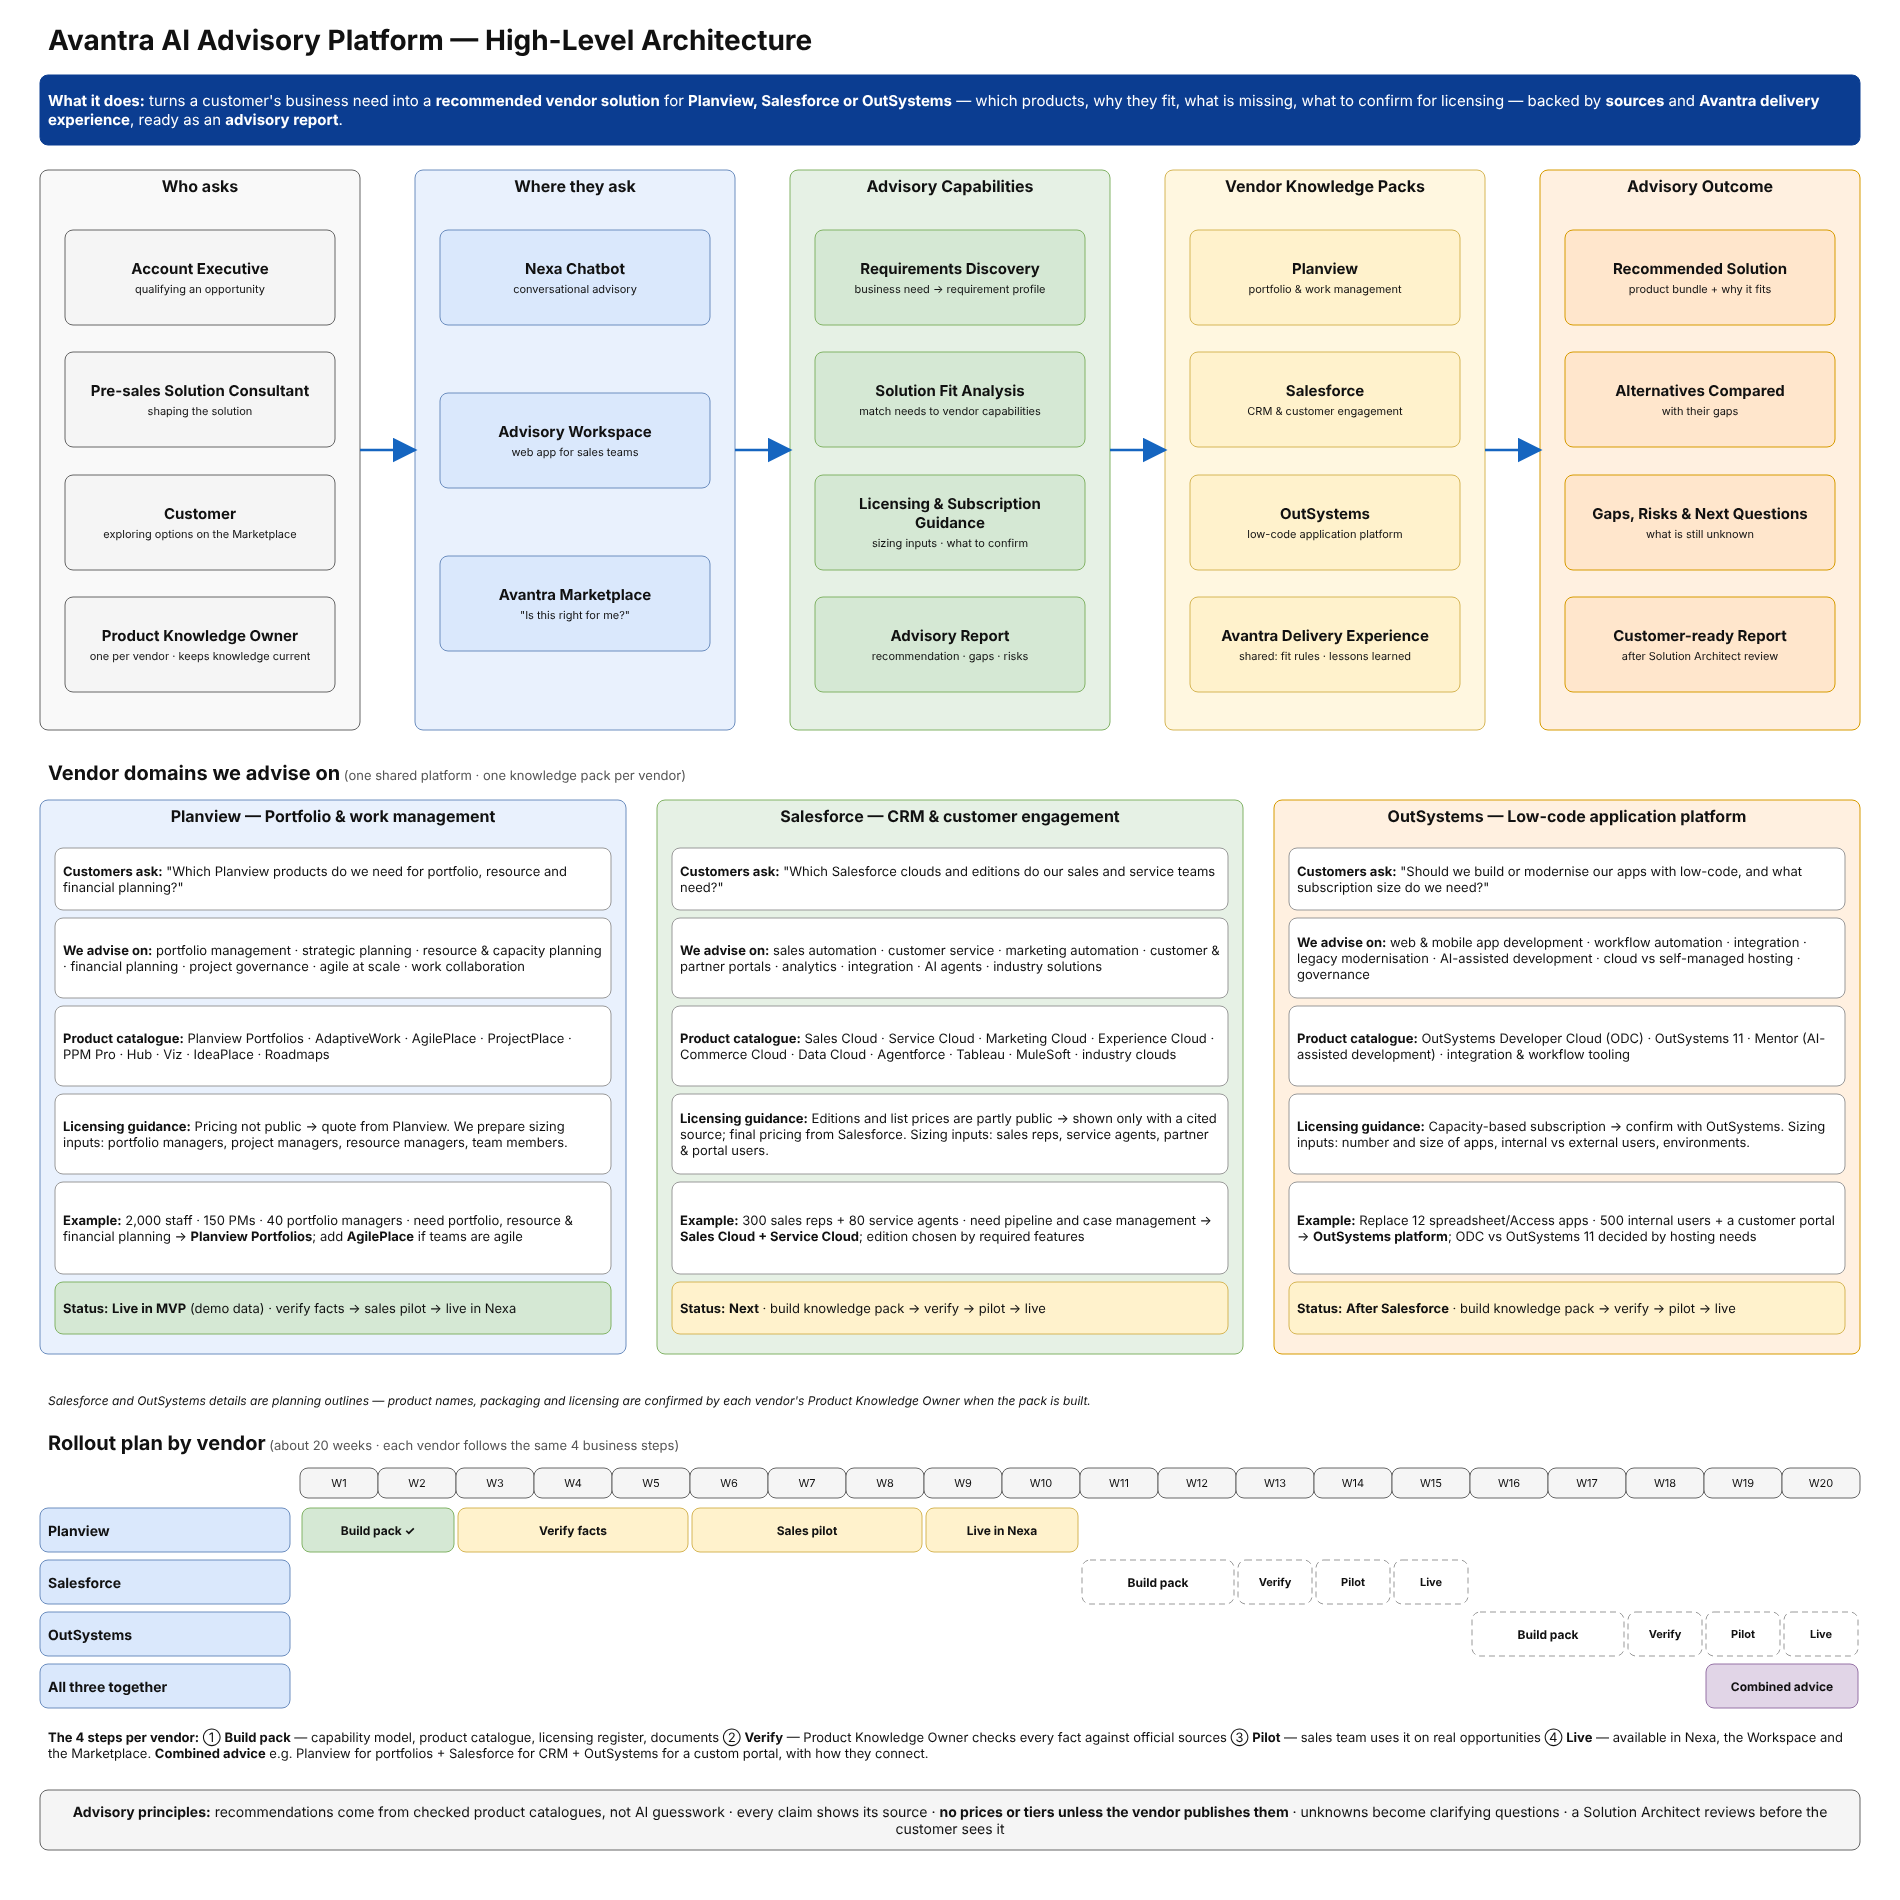 Avantra AI Advisory Platform — High-Level Architecture
What it does: turns a customer's business need into a recommended vendor solution for Planview, Salesforce or OutSystems — which products, why they fit, what is missing, what to confirm for licensing — backed by sources and Avantra delivery
experience, ready as an advisory report.
Who asks
Account Executive
qualifying an opportunity
Pre-sales Solution Consultant
shaping the solution
Customer
exploring options on the Marketplace
Product Knowledge Owner
one per vendor · keeps knowledge current
Where they ask
Nexa Chatbot
conversational advisory
Advisory Workspace
web app for sales teams
Avantra Marketplace
"Is this right for me?"
Advisory Capabilities
Requirements Discovery
business need → requirement profile
Solution Fit Analysis
match needs to vendor capabilities
Licensing & Subscription
Guidance
sizing inputs · what to confirm
Advisory Report
recommendation · gaps · risks
Vendor Knowledge Packs
Planview
portfolio & work management
Salesforce
CRM & customer engagement
OutSystems
low-code application platform
Avantra Delivery Experience
shared: fit rules · lessons learned
Advisory Outcome
Recommended Solution
product bundle + why it fits
Alternatives Compared
with their gaps
Gaps, Risks & Next Questions
what is still unknown
Customer-ready Report
after Solution Architect review
Vendor domains we advise on (one shared platform · one knowledge pack per vendor)
Planview — Portfolio & work management
Customers ask: "Which Planview products do we need for portfolio, resource and
financial planning?"
We advise on: portfolio management · strategic planning · resource & capacity planning
· financial planning · project governance · agile at scale · work collaboration
Product catalogue: Planview Portfolios · AdaptiveWork · AgilePlace · ProjectPlace ·
PPM Pro · Hub · Viz · IdeaPlace · Roadmaps
Licensing guidance: Pricing not public → quote from Planview. We prepare sizing
inputs: portfolio managers, project managers, resource managers, team members.
Example: 2,000 staff · 150 PMs · 40 portfolio managers · need portfolio, resource &
financial planning → Planview Portfolios; add AgilePlace if teams are agile
Status: Live in MVP (demo data) · verify facts → sales pilot → live in Nexa
Salesforce — CRM & customer engagement
Customers ask: "Which Salesforce clouds and editions do our sales and service teams
need?"
We advise on: sales automation · customer service · marketing automation · customer &
partner portals · analytics · integration · AI agents · industry solutions
Product catalogue: Sales Cloud · Service Cloud · Marketing Cloud · Experience Cloud ·
Commerce Cloud · Data Cloud · Agentforce · Tableau · MuleSoft · industry clouds
Licensing guidance: Editions and list prices are partly public → shown only with a cited
source; final pricing from Salesforce. Sizing inputs: sales reps, service agents, partner
& portal users.
Example: 300 sales reps + 80 service agents · need pipeline and case management →
Sales Cloud + Service Cloud; edition chosen by required features
Status: Next · build knowledge pack → verify → pilot → live
OutSystems — Low-code application platform
Customers ask: "Should we build or modernise our apps with low-code, and what
subscription size do we need?"
We advise on: web & mobile app development · workflow automation · integration ·
legacy modernisation · AI-assisted development · cloud vs self-managed hosting ·
governance
Product catalogue: OutSystems Developer Cloud (ODC) · OutSystems 11 · Mentor (AI-
assisted development) · integration & workflow tooling
Licensing guidance: Capacity-based subscription → confirm with OutSystems. Sizing
inputs: number and size of apps, internal vs external users, environments.
Example: Replace 12 spreadsheet/Access apps · 500 internal users + a customer portal
→ OutSystems platform; ODC vs OutSystems 11 decided by hosting needs
Status: After Salesforce · build knowledge pack → verify → pilot → live
Salesforce and OutSystems details are planning outlines — product names, packaging and licensing are confirmed by each vendor's Product Knowledge Owner when the pack is built.
Rollout plan by vendor (about 20 weeks · each vendor follows the same 4 business steps)
W1 W2 W3 W4 W5 W6 W7 W8 W9 W10 W11 W12 W13 W14 W15 W16 W17 W18 W19 W20
Planview Build pack ✓ Verify facts Sales pilot Live in Nexa
Salesforce Build pack Verify Pilot Live
OutSystems Build pack Verify Pilot Live
All three together Combined advice
The 4 steps per vendor: ① Build pack — capability model, product catalogue, licensing register, documents ② Verify — Product Knowledge Owner checks every fact against official sources ③ Pilot — sales team uses it on real opportunities ④ Live — available in Nexa, the Workspace and
the Marketplace. Combined advice e.g. Planview for portfolios + Salesforce for CRM + OutSystems for a custom portal, with how they connect.
Advisory principles: recommendations come from checked product catalogues, not AI guesswork · every claim shows its source · no prices or tiers unless the vendor publishes them · unknowns become clarifying questions · a Solution Architect reviews before the
customer sees it